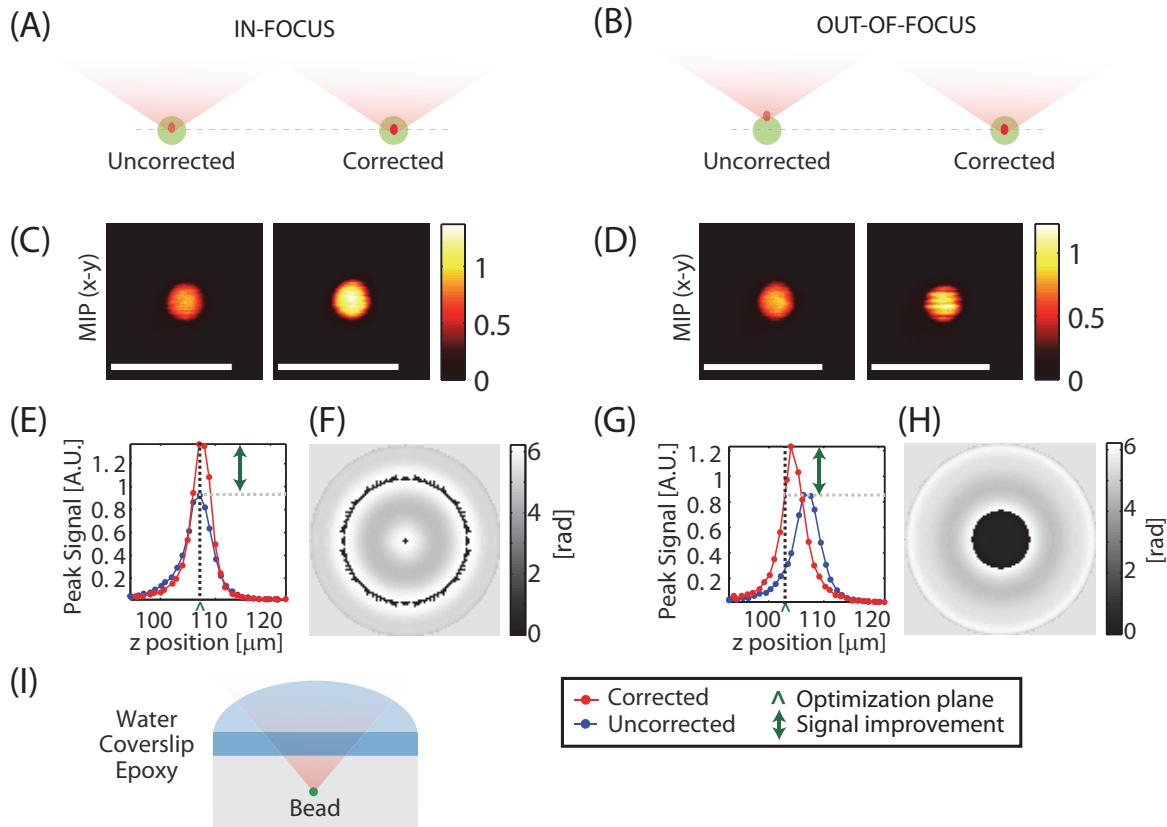 (A)
IN-FOCUS
Uncorrected
Corrected
(B)
OUT-OF-FOCUS
Uncorrected
Corrected
(C)
MIP (x-y)
1
0.5
0
(D)
MIP (x-y)
1
0.5
0
(E)
Peak Signal [A.U.]
1.2
1
0.8
0.6
0.4
0.2
100
110
120
^
z position [μm]
(F)
6
4
2
0
[rad]
(G)
Peak Signal [A.U.]
1.2
1
0.8
0.6
0.4
0.2
100
110
120
^
z position [μm]
(H)
6
4
2
0
[rad]
(I)
Water
Coverslip
Epoxy
Bead
Corrected
Uncorrected
^ Optimization plane
Signal improvement